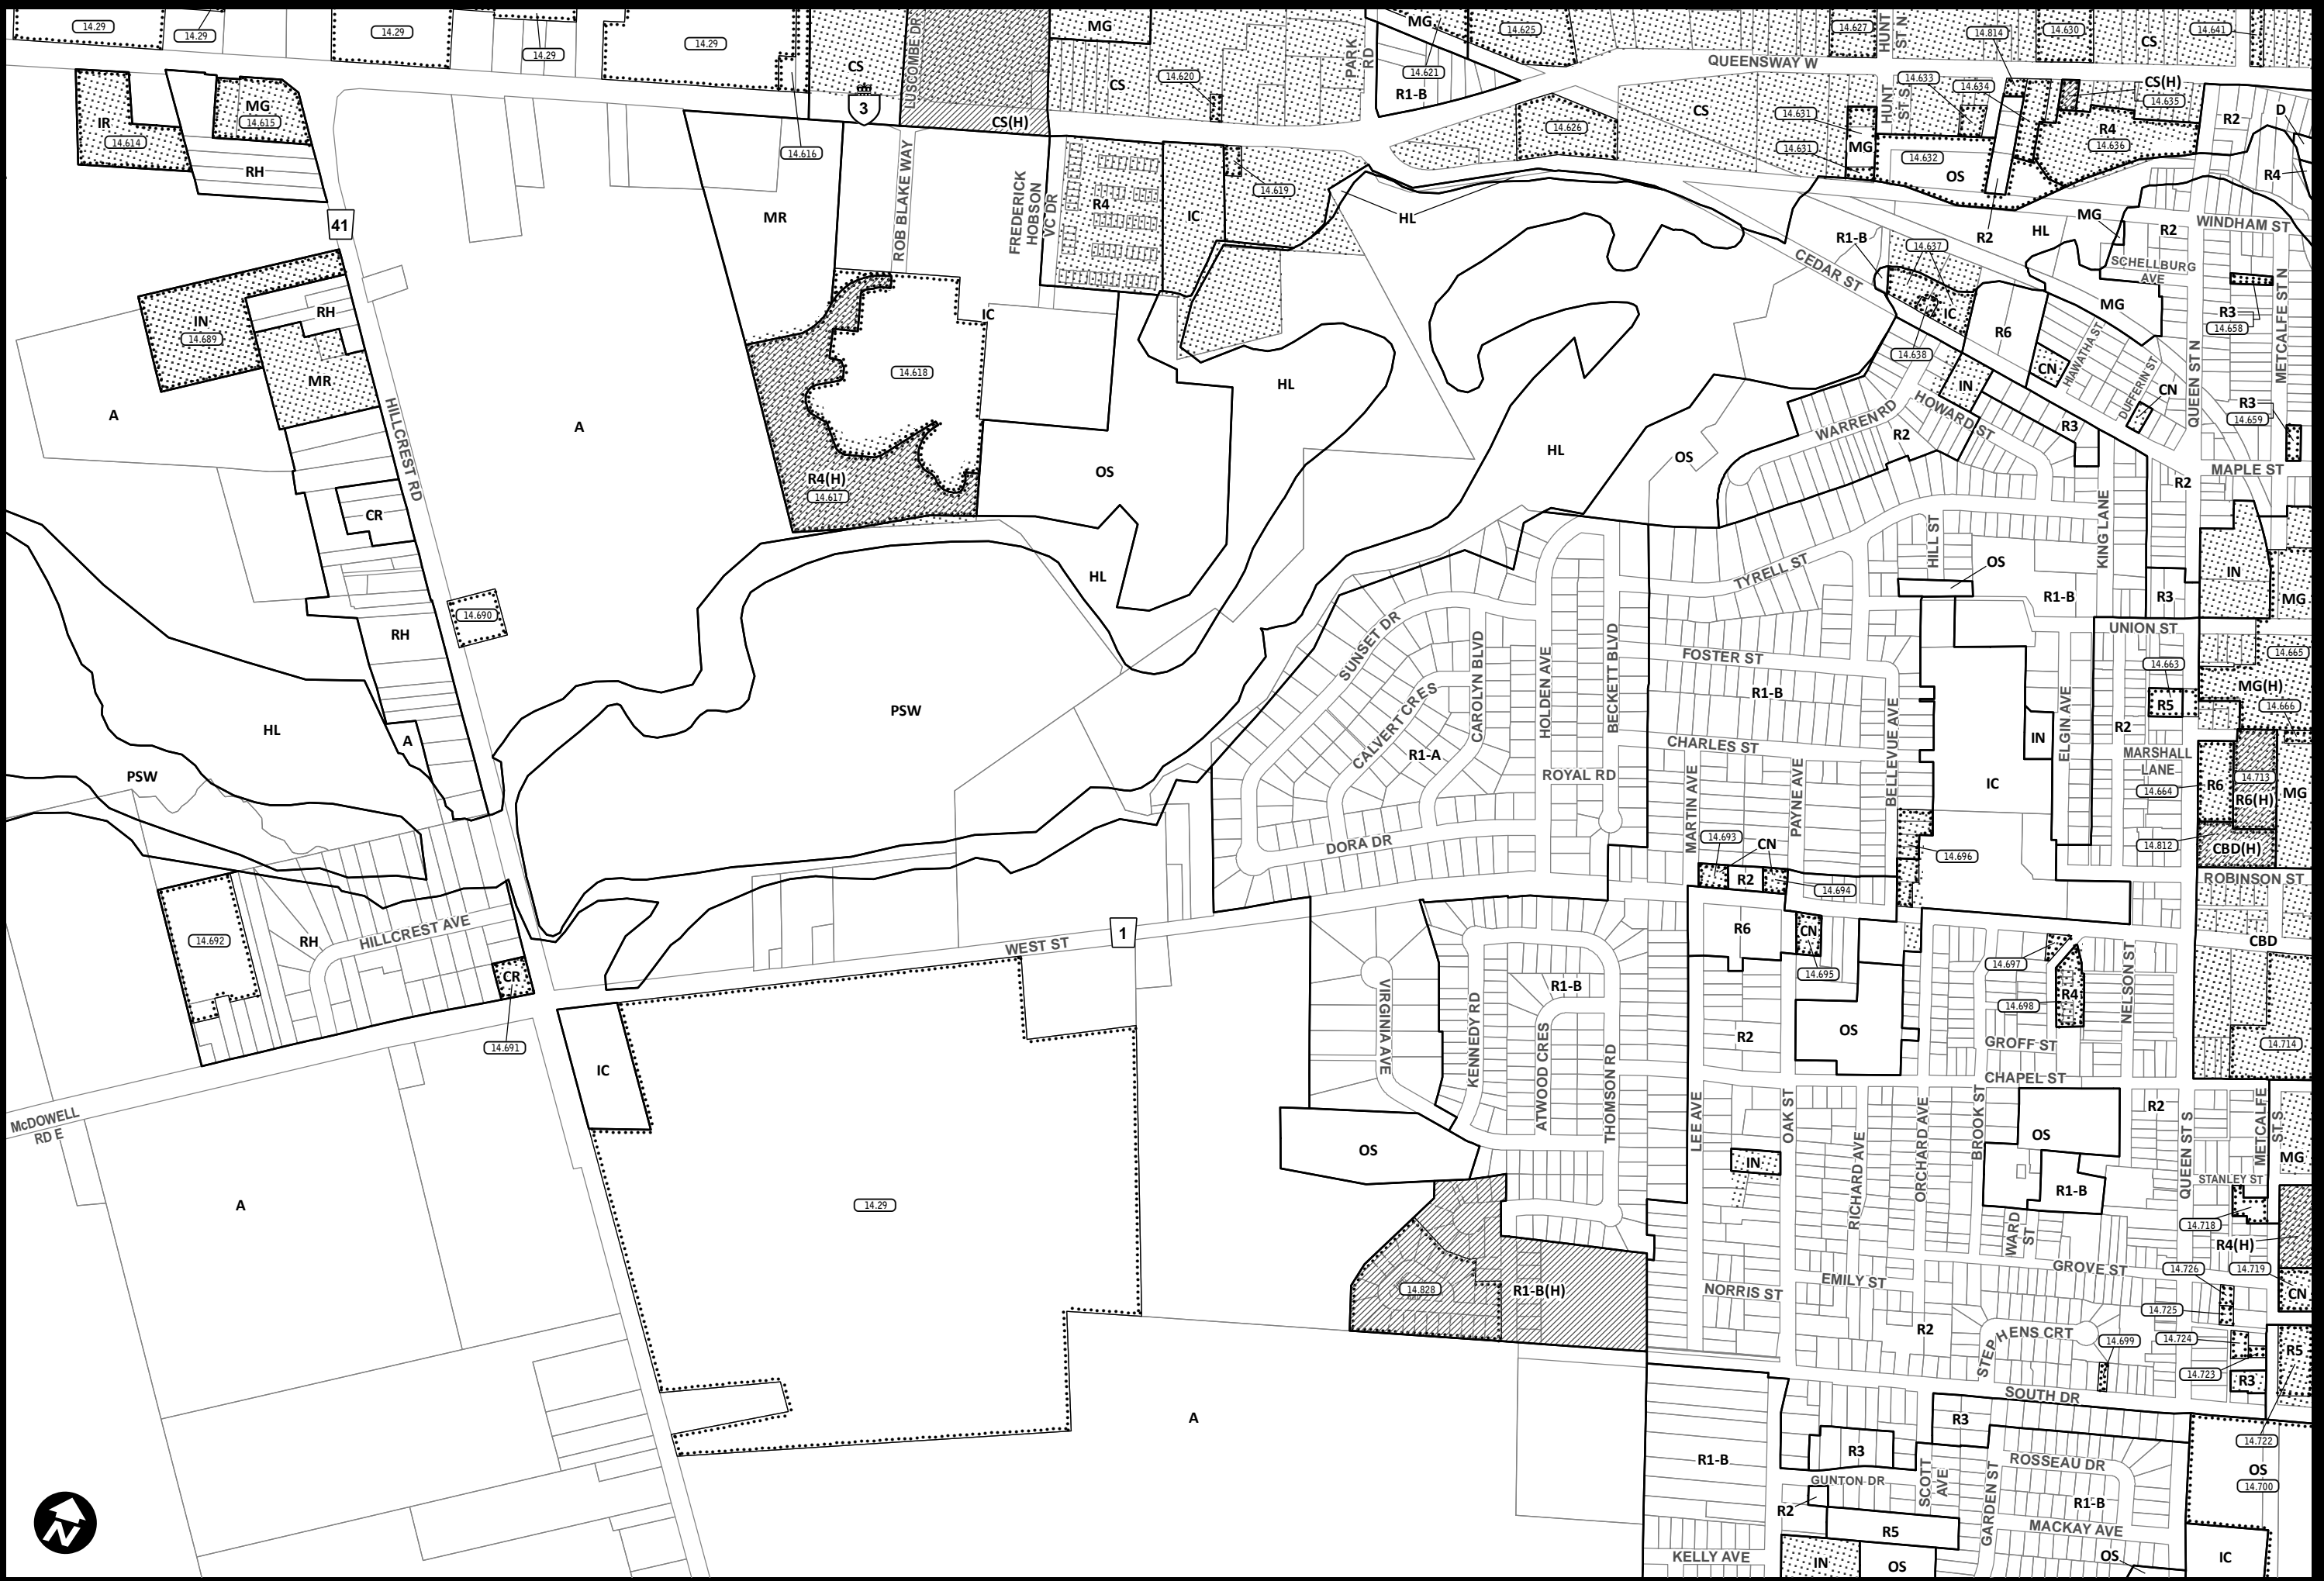 14.29
14.29
14.29
14.29
14.29
CS
LUSCOMBE DR
MG
MG
PARK
RD
14.625
14.627
HUNT
ST N
14.814
14.630
CS
14.641
QUEENSWAY W
IR
14.614
MG
14.615
RH
3
CS(H)
14.616
CS
14.620
14.621
R1-B
14.626
CS
14.631
14.631
MG
HUNT
ST S
14.633
14.634
CS(H)
14.635
R4
14.636
14.632
OS
R2
D
R4
41
MR
ROB BLAKE WAY
FREDERICK
HOBSON
VC DR
R4
IC
14.619
HL
R1-B
14.637
R2
HL
MG
R2
WINDHAM ST
SCHELLBURG
AVE
CEDAR ST
IN
14.689
RH
MR
A
A
HILLCREST RD
IC
14.618
R4(H)
14.617
OS
HL
HL
HL
OS
IC
14.638
R6
CN
IN
MG
HIAWATHA ST
DUFFERIN ST
CN
QUEEN ST N
METCALFE ST N
R3
14.658
R3
14.659
WARREN RD
HOWARD ST
R2
R3
MAPLE ST
R2
CR
RH
14.690
A
HL
PSW
PSW
HILL ST
KING LANE
TYRELL ST
OS
R1-B
R3
IN
MG
UNION ST
SUNSET DR
CALVERT CRES
CAROLYN BLVD
HOLDEN AVE
BECKETT BLVD
R1-A
ROYAL RD
DORA DR
FOSTER ST
R1-B
CHARLES ST
MARTIN AVE
PAYNE AVE
BELLEVUE AVE
IN
IC
ELGIN AVE
R2
14.663
R5
14.665
MG(H)
14.666
MARSHALL
LANE
14.664
R6
14.713
R6(H)
MG
14.812
CBD(H)
ROBINSON ST
14.693
CN
R2
14.694
14.696
14.692
RH
HILLCREST AVE
CR
14.691
WEST ST
1
R6
CN
14.695
14.697
14.698
R4
NELSON ST
CBD
14.714
IC
VIRGINIA AVE
KENNEDY RD
R1-B
ATWOOD CRES
THOMSON RD
R2
OS
GROFF ST
CHAPEL ST
McDOWELL
RD E
A
14.29
OS
LEE AVE
IN
OAK ST
RICHARD AVE
ORCHARD AVE
BROOK ST
OS
R1-B
R2
QUEEN ST S
METCALFE
ST S
MG
STANLEY ST
14.718
R4(H)
WARD
ST
GROVE ST
14.726
14.719
CN
14.828
R1-B(H)
NORRIS ST
EMILY ST
R2
STEPHENS CRT
14.725
14.699
14.724
14.723
R5
R3
SOUTH DR
A
R3
14.722
R1-B
R3
GUNTON DR
SCOTT
AVE
GARDEN ST
ROSSEAU DR
R1-B
OS
14.700
R2
R5
MACKAY AVE
KELLY AVE
IN
OS
OS
IC
N